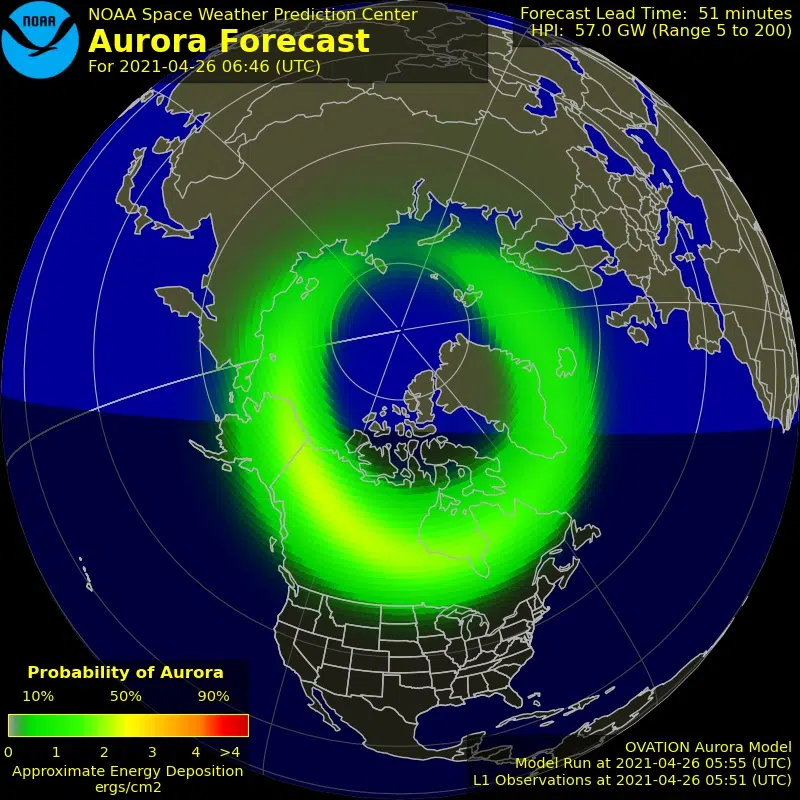 NOAA
NOAA Space Weather Prediction Center
Aurora Forecast
For 2021-04-26 06:46 (UTC)
Forecast Lead Time: 51 minutes
HPI: 57.0 GW (Range 5 to 200)
Probability of Aurora
10% 50% 90%
0 1 2 3 4 >4
Approximate Energy Deposition
ergs/cm2
OVATION Aurora Model
Model Run at 2021-04-26 05:55 (UTC)
L1 Observations at 2021-04-26 05:51 (UTC)